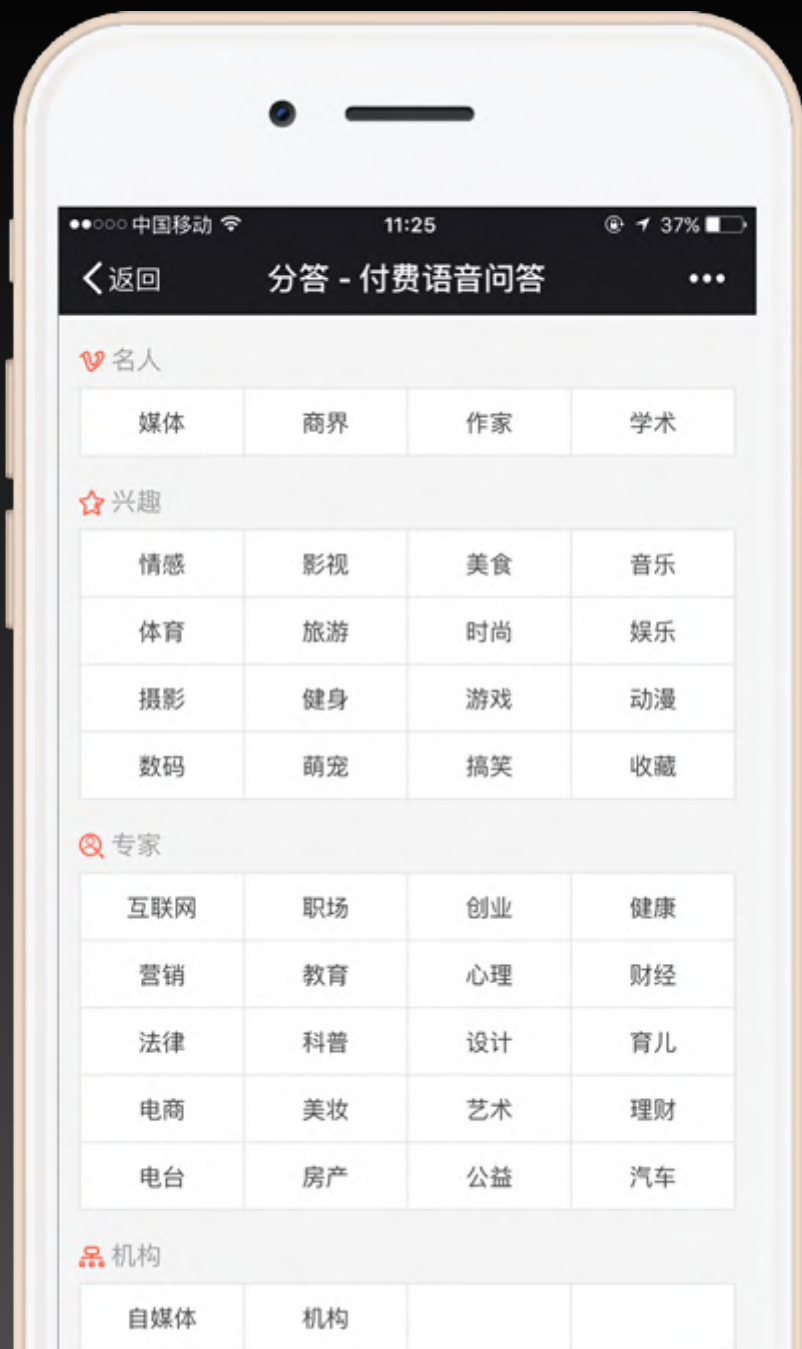 中国移动 11:25 37%
返回 分答 - 付费语音问答
名人
媒体 商界 作家 学术
兴趣
情感 影视 美食 音乐
体育 旅游 时尚 娱乐
摄影 健身 游戏 动漫
数码 萌宠 搞笑 收藏
专家
互联网 职场 创业 健康
营销 教育 心理 财经
法律 科普 设计 育儿
电商 美妆 艺术 理财
电台 房产 公益 汽车
机构
自媒体 机构